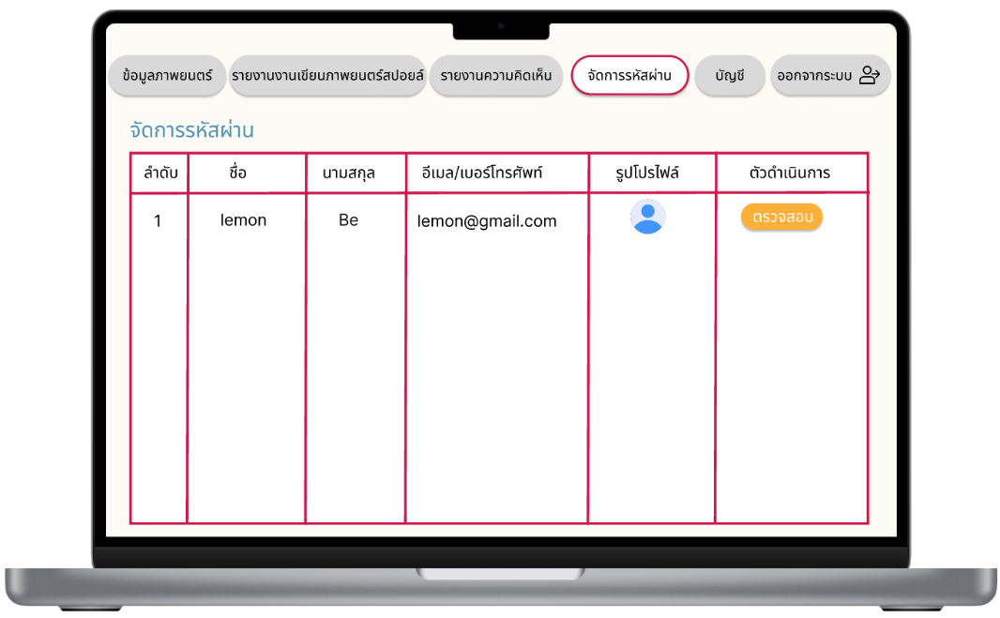 ข้อมูลภาพยนตร์ รายงานงานเขียนภาพยนตร์สปอยล์ รายงานความคิดเห็น จัดการรหัสผ่าน บัญชี ออกจากระบบ
จัดการรหัสผ่าน
ลำดับ ชื่อ นามสกุล อีเมล/เบอร์โทรศัพท์ รูปโปรไฟล์ ตัวดำเนินการ
1 lemon Be lemon@gmail.com ตรวจสอบ